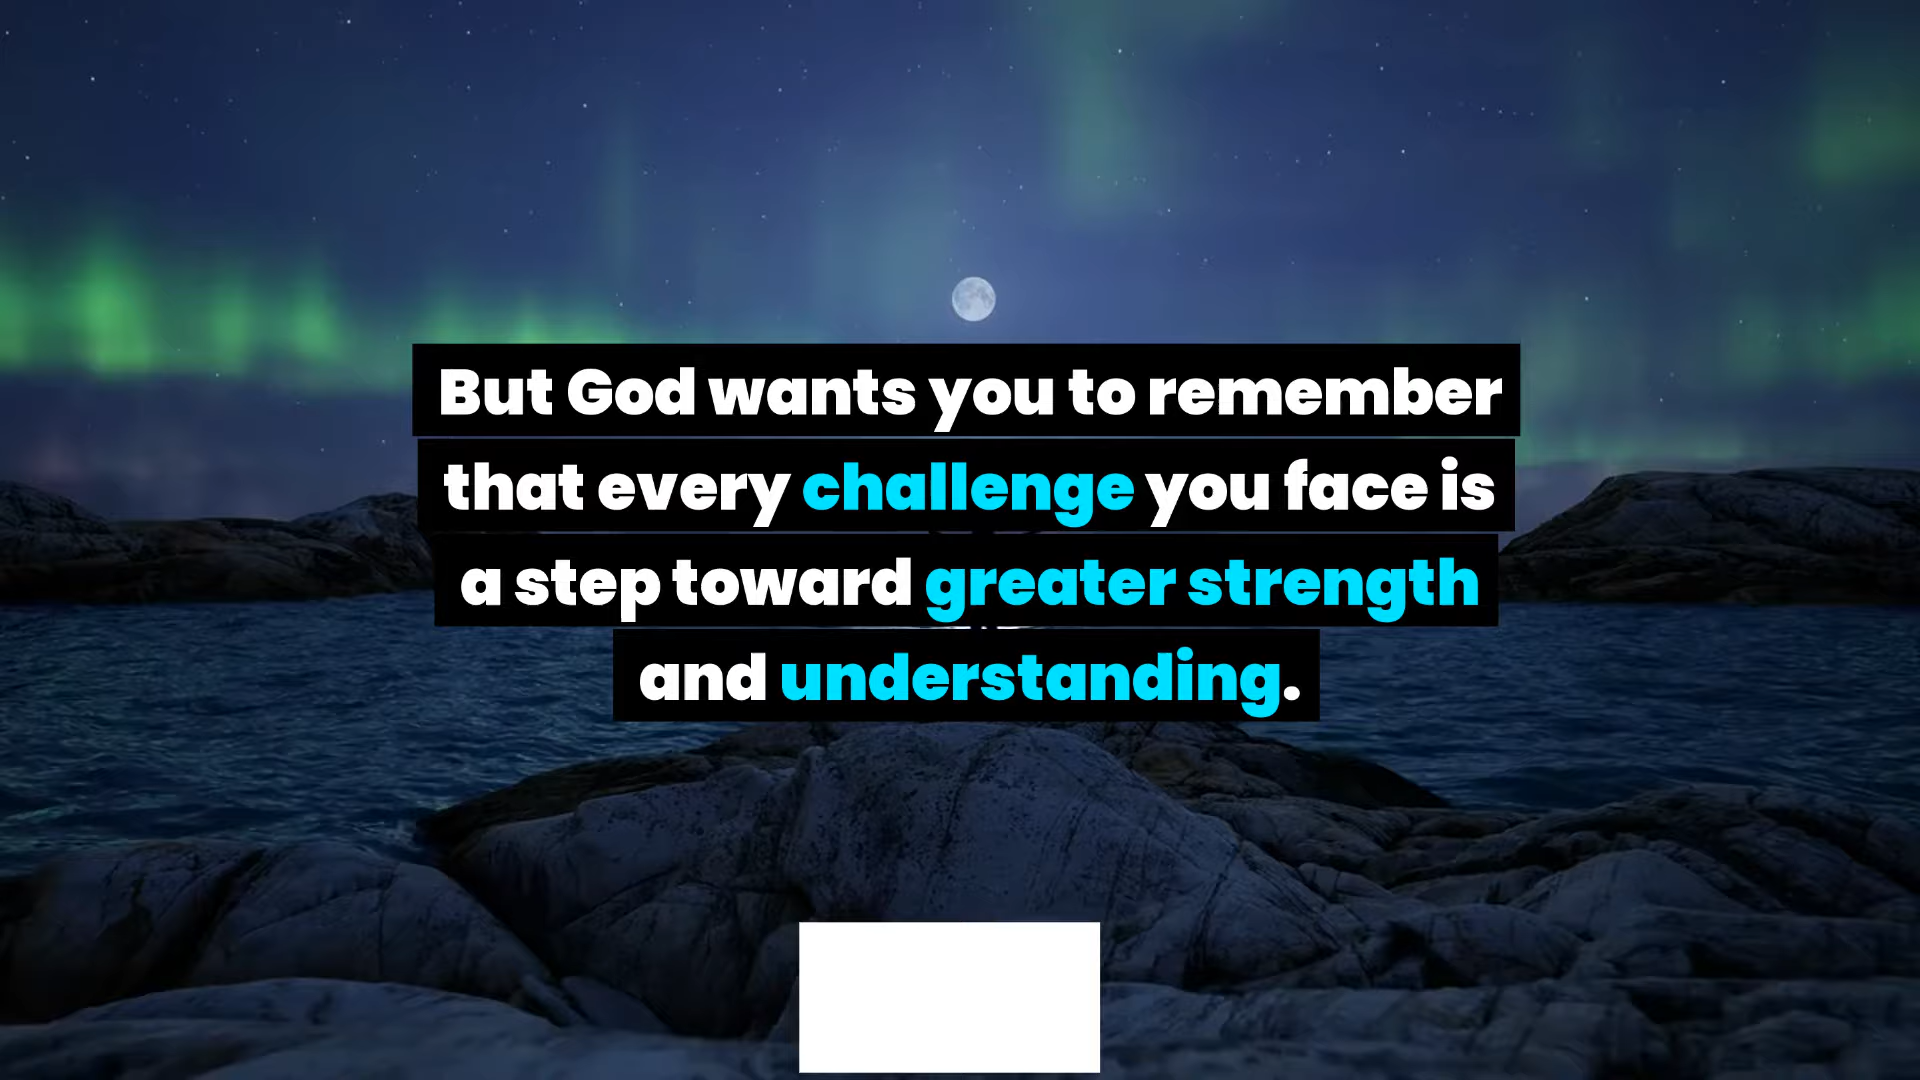 But God wants you to remember
that every challenge you face is
a step toward greater strength
and understanding.